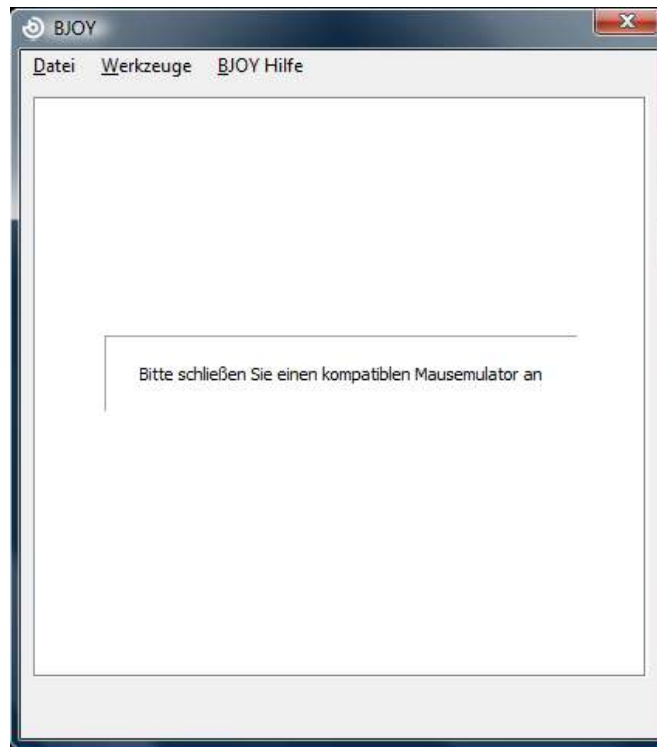 BJOY
Datei Werkzeuge BJOY Hilfe
Bitte schließen Sie einen kompatiblen Mausemulator an